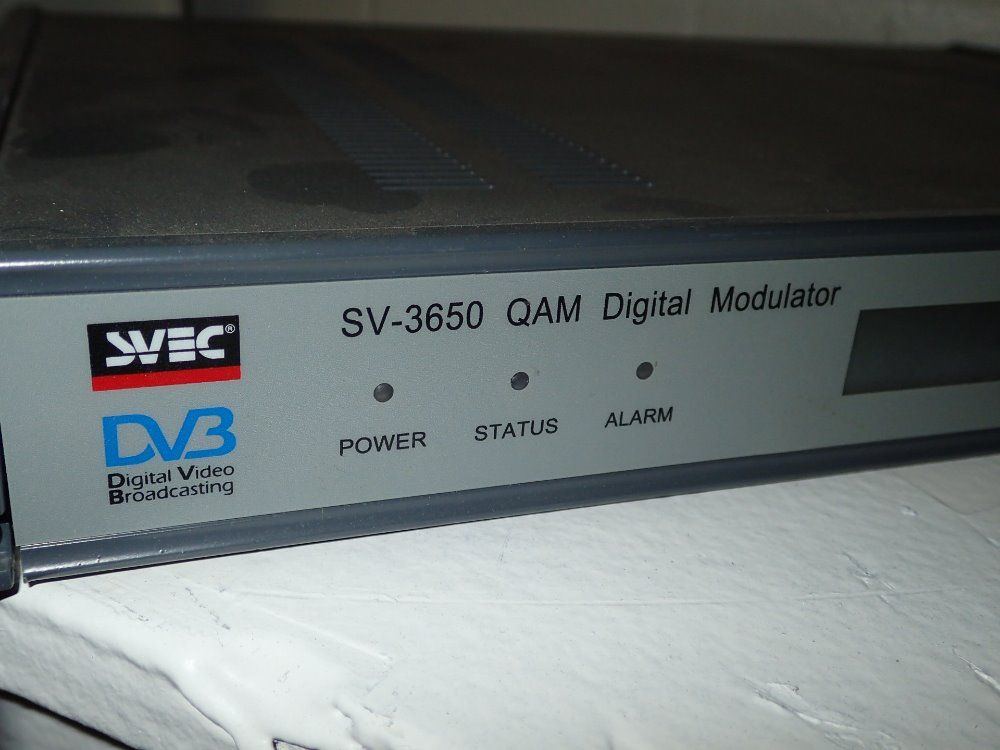 SV-3650 QAM Digital Modulator
SVEC®
POWER STATUS ALARM
DVB
Digital Video
Broadcasting